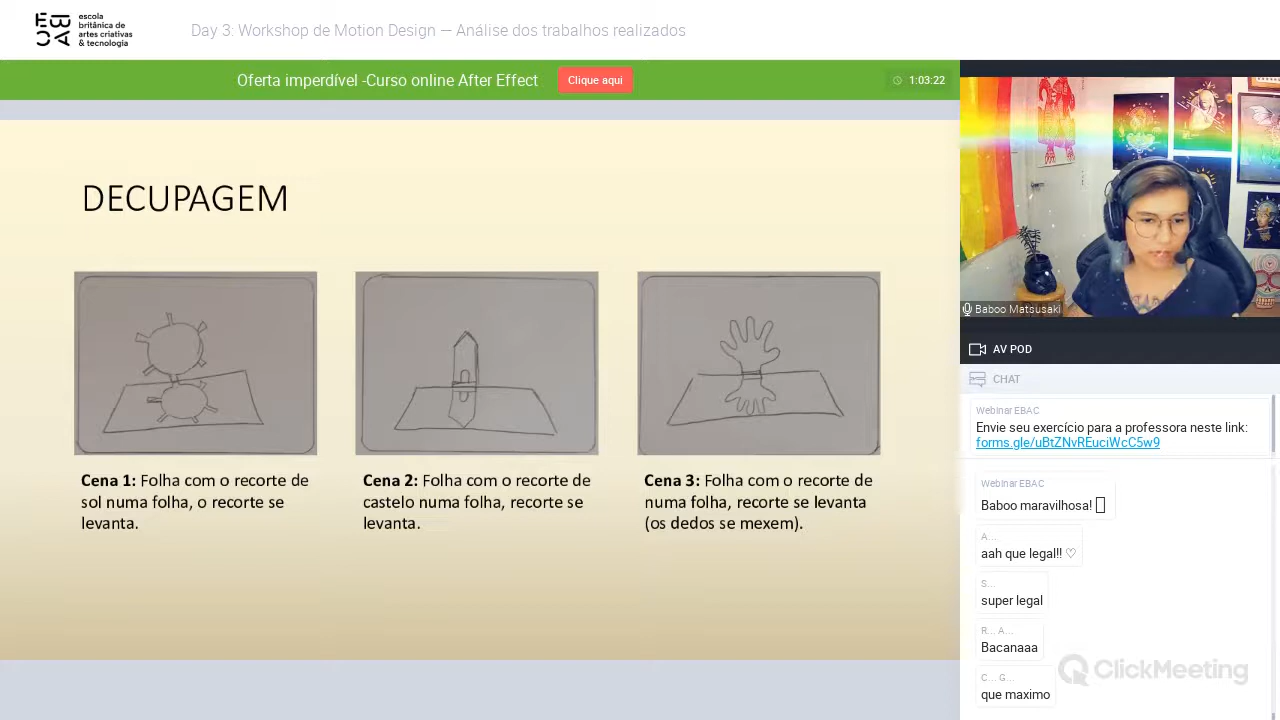 EBAC
escola
britânica de
artes criativas
& tecnologia
Day 3: Workshop de Motion Design — Análise dos trabalhos realizados
Oferta imperdível -Curso online After Effect
Clique aqui
1:03:22
DECUPAGEM
Cena 1: Folha com o recorte de
sol numa folha, o recorte se
levanta.
Cena 2: Folha com o recorte de
castelo numa folha, recorte se
levanta.
Cena 3: Folha com o recorte de
numa folha, recorte se levanta
(os dedos se mexem).
Baboo Matsusaki
AV POD
CHAT
Webinar EBAC
Envie seu exercício para a professora neste link:
forms.gle/uBtZNvREuciWcC5w9
Webinar EBAC
Baboo maravilhosa!
A...
aah que legal!! ♡
S...
super legal
R... A...
Bacanaaa
C... G...
que maximo
ClickMeeting